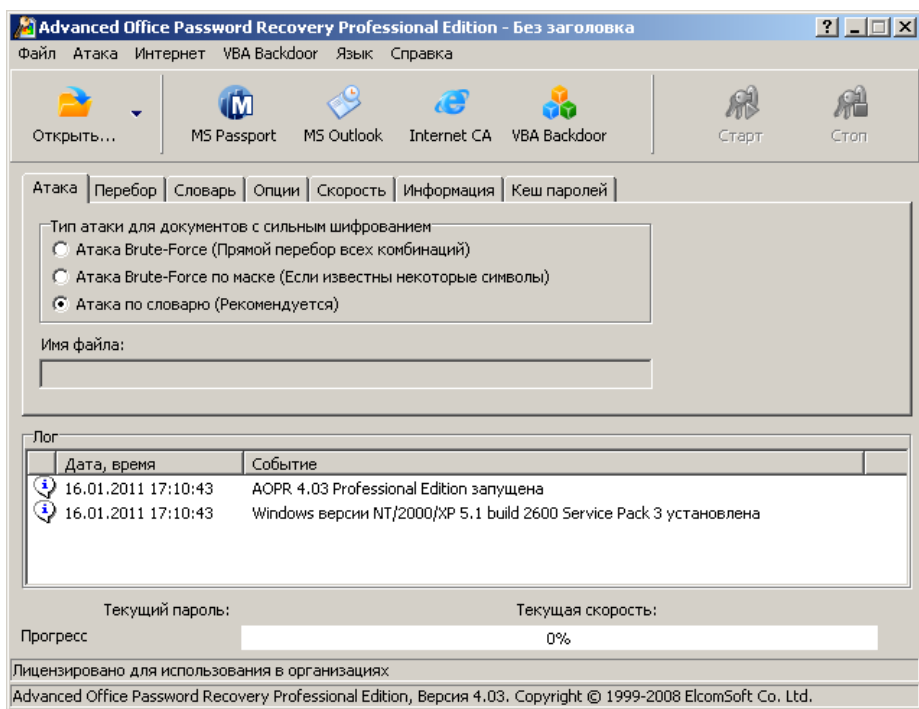 Advanced Office Password Recovery Professional Edition - Без заголовка
Файл Атака Интернет VBA Backdoor Язык Справка
Открыть... MS Passport MS Outlook Internet CA VBA Backdoor Старт Стоп
Атака Перебор Словарь Опции Скорость Информация Кеш паролей
Тип атаки для документов с сильным шифрованием
Атака Brute-Force (Прямой перебор всех комбинаций)
Атака Brute-Force по маске (Если известны некоторые символы)
Атака по словарю (Рекомендуется)
Имя файла:
Лог
Дата, время Событие
16.01.2011 17:10:43 AOPR 4.03 Professional Edition запущена
16.01.2011 17:10:43 Windows версии NT/2000/XP 5.1 build 2600 Service Pack 3 установлена
Текущий пароль: Текущая скорость:
Прогресс 0%
Лицензировано для использования в организациях
Advanced Office Password Recovery Professional Edition, Версия 4.03. Copyright © 1999-2008 ElcomSoft Co. Ltd.